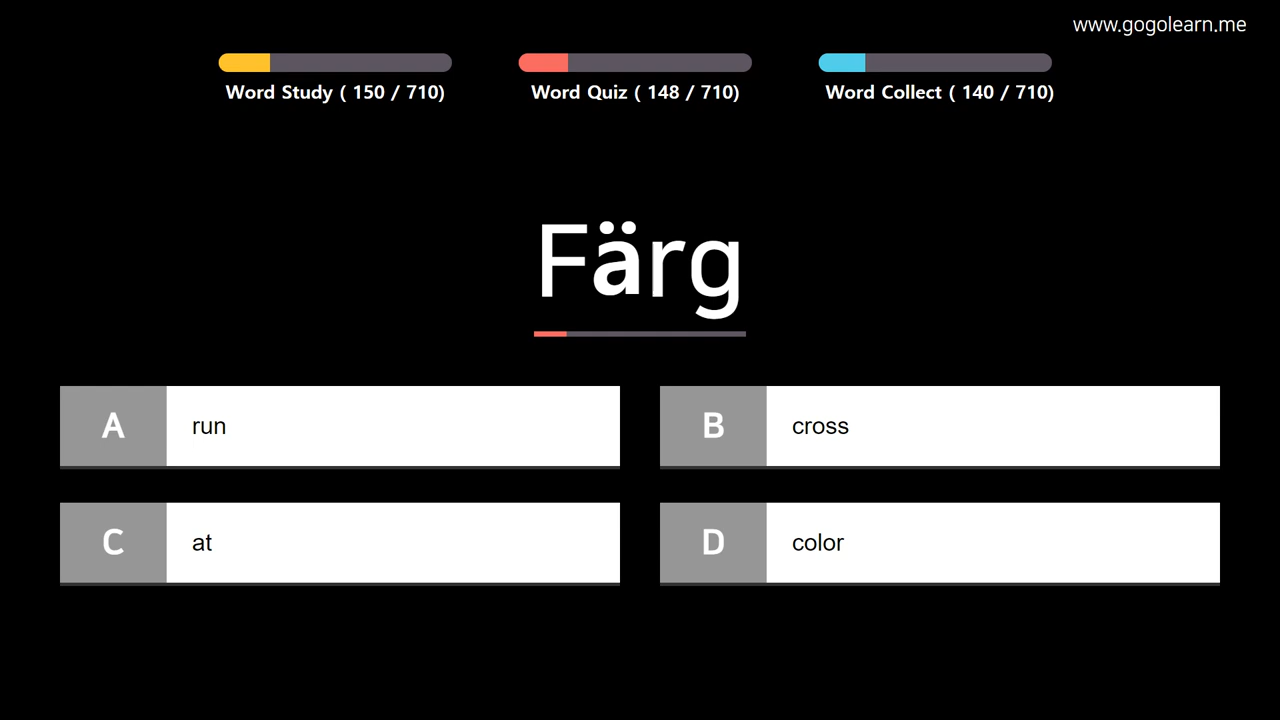 www.gogolearn.me
Word Study ( 150 / 710)
Word Quiz ( 148 / 710)
Word Collect ( 140 / 710)
Färg
A run
B cross
C at
D color